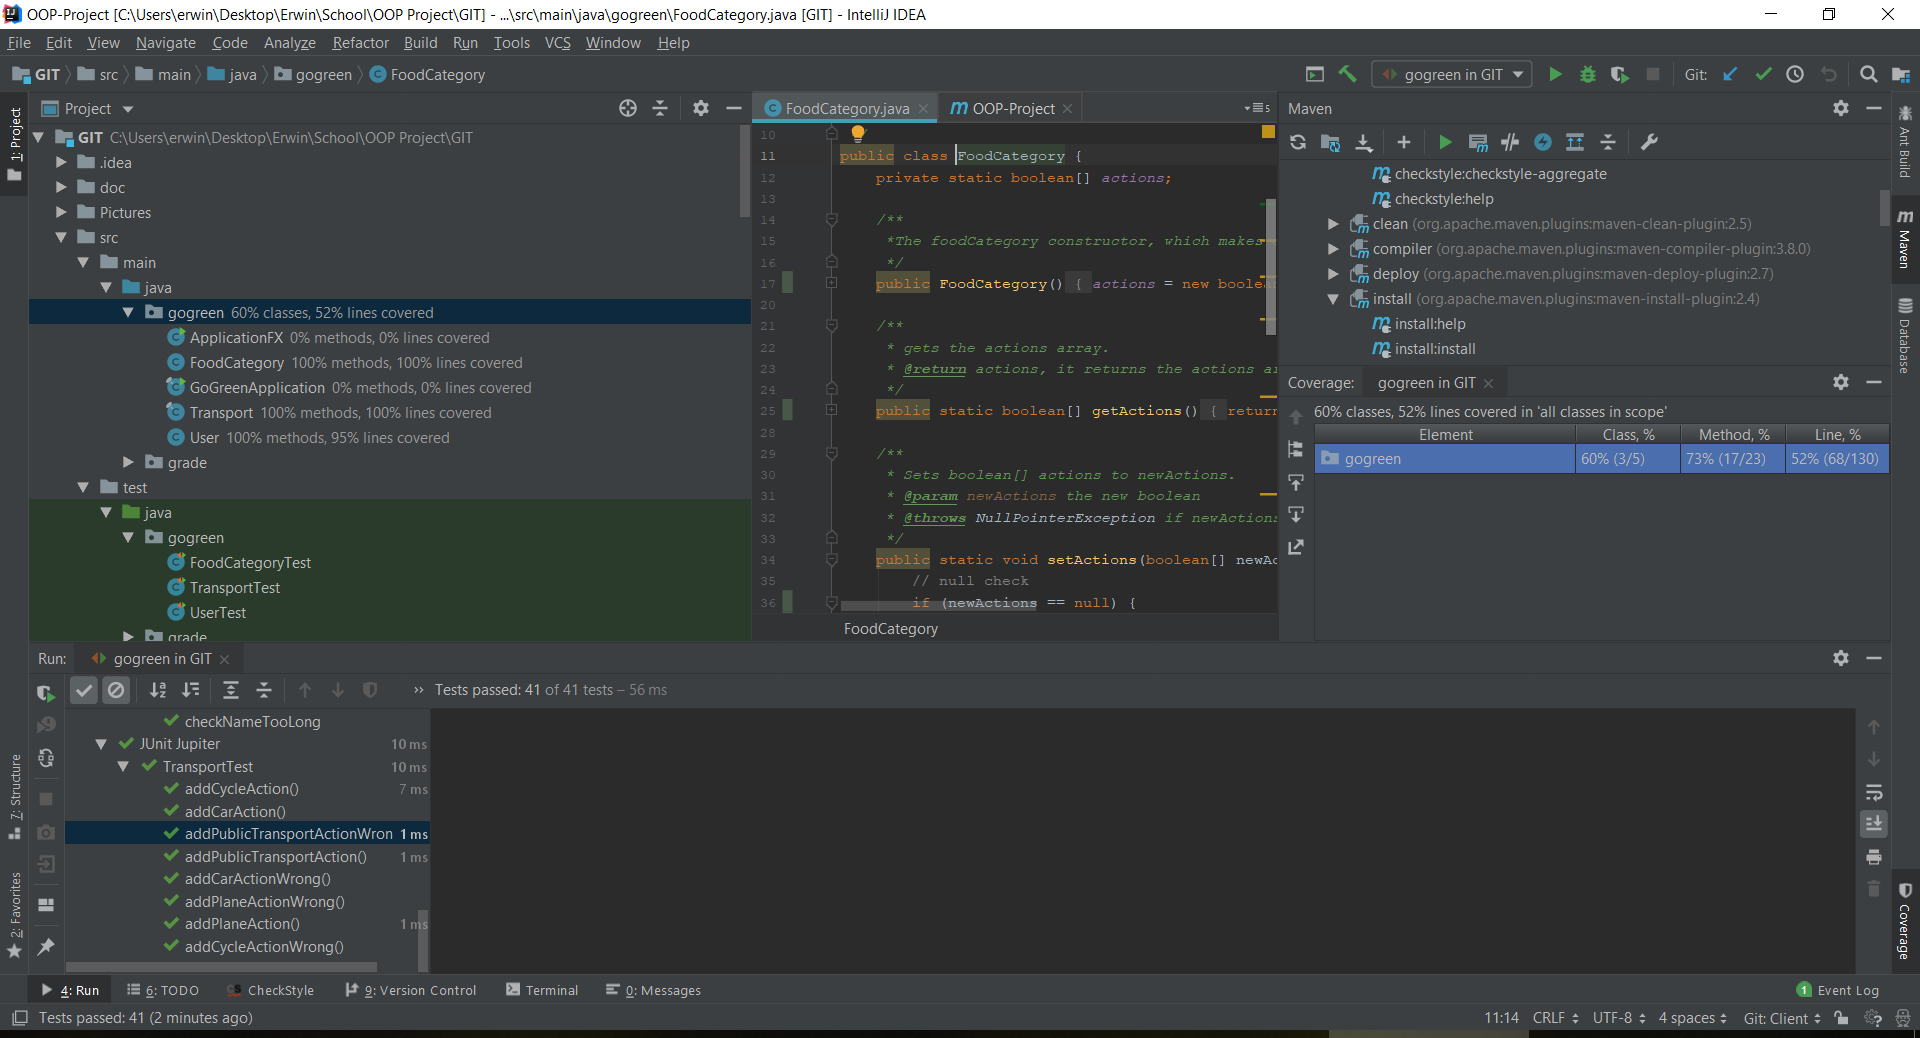 OOP-Project [C:\Users\erwin\Desktop\Erwin\School\OOP Project\GIT] - ...\src\main\java\gogreen\FoodCategory.java [GIT] - IntelliJ IDEA
File Edit View Navigate Code Analyze Refactor Build Run Tools VCS Window Help
GIT src main java gogreen FoodCategory
gogreen in GIT
Git:
1: Project
Project
GIT C:\Users\erwin\Desktop\Erwin\School\OOP Project\GIT
.idea
doc
Pictures
src
main
java
gogreen 60% classes, 52% lines covered
ApplicationFX 0% methods, 0% lines covered
FoodCategory 100% methods, 100% lines covered
GoGreenApplication 0% methods, 0% lines covered
Transport 100% methods, 100% lines covered
User 100% methods, 95% lines covered
grade
test
java
gogreen
FoodCategoryTest
TransportTest
UserTest
grade
FoodCategory.java OOP-Project
5
10
11 public class FoodCategory {
12 private static boolean[] actions;
13
14 /**
15 *The foodCategory constructor, which makes
16 */
17 public FoodCategory() { actions = new boolea
20
21 /**
22 * gets the actions array.
23 * @return actions, it returns the actions ar
24 */
25 public static boolean[] getActions() { return
28
29 /**
30 * Sets boolean[] actions to newActions.
31 * @param newActions the new boolean
32 * @throws NullPointerException if newActions
33 */
34 public static void setActions(boolean[] newAc
35 // null check
36 if (newActions == null) {
FoodCategory
Maven
checkstyle:checkstyle-aggregate
checkstyle:help
clean (org.apache.maven.plugins:maven-clean-plugin:2.5)
compiler (org.apache.maven.plugins:maven-compiler-plugin:3.8.0)
deploy (org.apache.maven.plugins:maven-deploy-plugin:2.7)
install (org.apache.maven.plugins:maven-install-plugin:2.4)
install:help
install:install
Coverage: gogreen in GIT
60% classes, 52% lines covered in 'all classes in scope'
Element Class, % Method, % Line, %
gogreen 60% (3/5) 73% (17/23) 52% (68/130)
Ant Build
Maven
Database
Coverage
Run: gogreen in GIT
Tests passed: 41 of 41 tests – 56 ms
checkNameTooLong
JUnit Jupiter 10 ms
TransportTest 10 ms
addCycleAction() 7 ms
addCarAction()
addPublicTransportActionWron 1 ms
addPublicTransportAction() 1 ms
addCarActionWrong()
addPlaneActionWrong()
addPlaneAction() 1 ms
addCycleActionWrong()
7: Structure
2: Favorites
4: Run 6: TODO CheckStyle 9: Version Control Terminal 0: Messages
1 Event Log
Tests passed: 41 (2 minutes ago)
11:14 CRLF UTF-8 4 spaces Git: Client